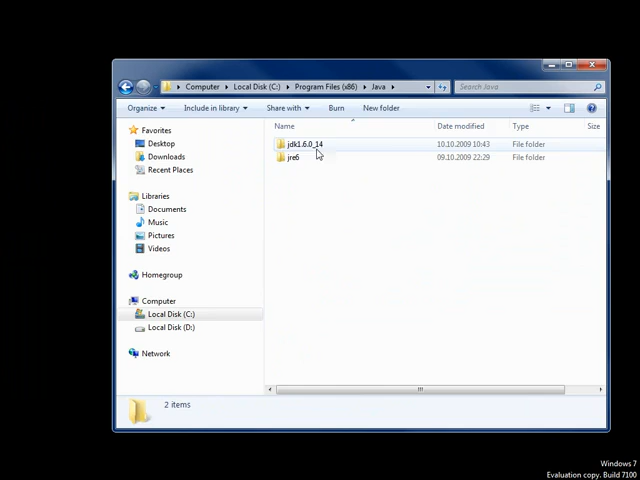 Computer ▸ Local Disk (C:) ▸ Program Files (x86) ▸ Java ▸
Search Java
Organize Include in library Share with Burn New folder
Name Date modified Type Size
Favorites
Desktop
Downloads
Recent Places
Libraries
Documents
Music
Pictures
Videos
Homegroup
Computer
Local Disk (C:)
Local Disk (D:)
Network
jdk1.6.0_14 10.10.2009 10:43 File folder
jre6 09.10.2009 22:29 File folder
2 items
Windows 7
Evaluation copy. Build 7100